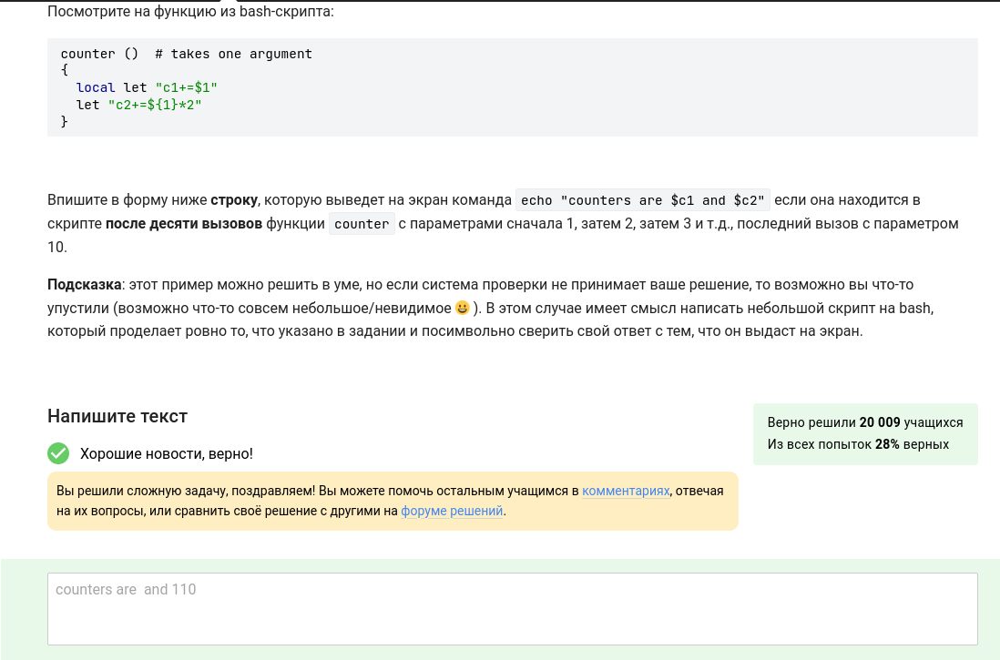 Посмотрите на функцию из bash-скрипта:
counter ()  # takes one argument
{
  local let "c1+=$1"
  let "c2+=${1}*2"
}
Впишите в форму ниже строку, которую выведет на экран команда echo "counters are $c1 and $c2" если она находится в
скрипте после десяти вызовов функции counter с параметрами сначала 1, затем 2, затем 3 и т.д., последний вызов с параметром
10.
Подсказка: этот пример можно решить в уме, но если система проверки не принимает ваше решение, то возможно вы что-то
упустили (возможно что-то совсем небольшое/невидимое 😀 ). В этом случае имеет смысл написать небольшой скрипт на bash,
который проделает ровно то, что указано в задании и посимвольно сверить свой ответ с тем, что он выдаст на экран.
Напишите текст
Верно решили 20 009 учащихся
Из всех попыток 28% верных
Хорошие новости, верно!
Вы решили сложную задачу, поздравляем! Вы можете помочь остальным учащимся в комментариях, отвечая
на их вопросы, или сравнить своё решение с другими на форуме решений.
counters are  and 110